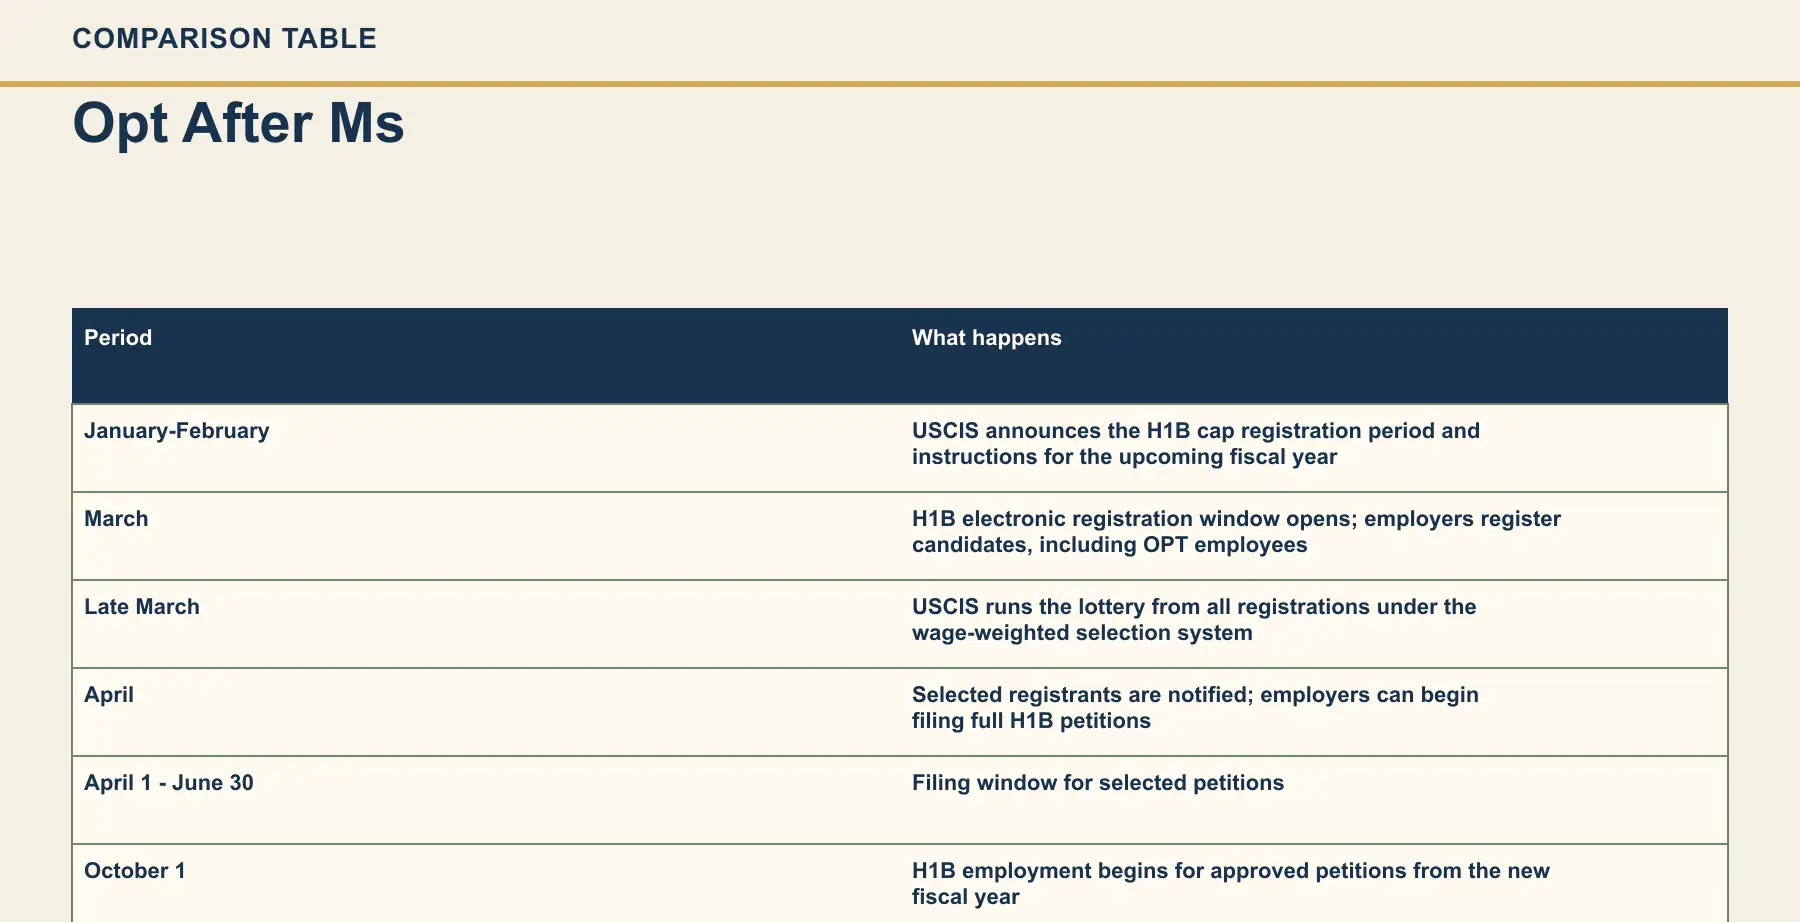 COMPARISON TABLE
Opt After Ms
Period
What happens
January-February
USCIS announces the H1B cap registration period and
instructions for the upcoming fiscal year
March
H1B electronic registration window opens; employers register
candidates, including OPT employees
Late March
USCIS runs the lottery from all registrations under the
wage-weighted selection system
April
Selected registrants are notified; employers can begin
filing full H1B petitions
April 1 - June 30
Filing window for selected petitions
October 1
H1B employment begins for approved petitions from the new
fiscal year